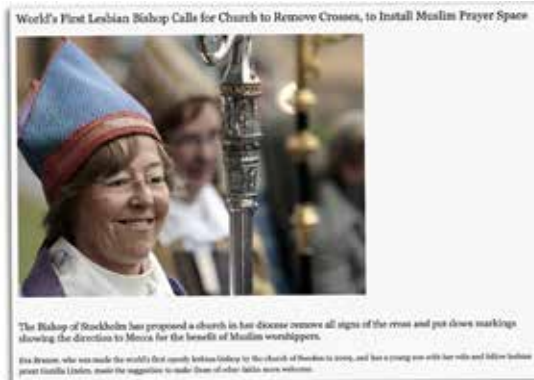 World's First Lesbian Bishop Calls for Church to Remove Crosses, to Install Muslim Prayer Space
The Bishop of Stockholm has proposed a church in her diocese remove all signs of the cross and put down markings
showing the direction to Mecca for the benefit of Muslim worshippers.
Eva Brunne, who was made the world's first openly lesbian bishop by the church of Sweden in 2009, and has a young son with her wife and fellow lesbian
priest Gunilla Linden, made the suggestion to make those of other faiths more welcome.